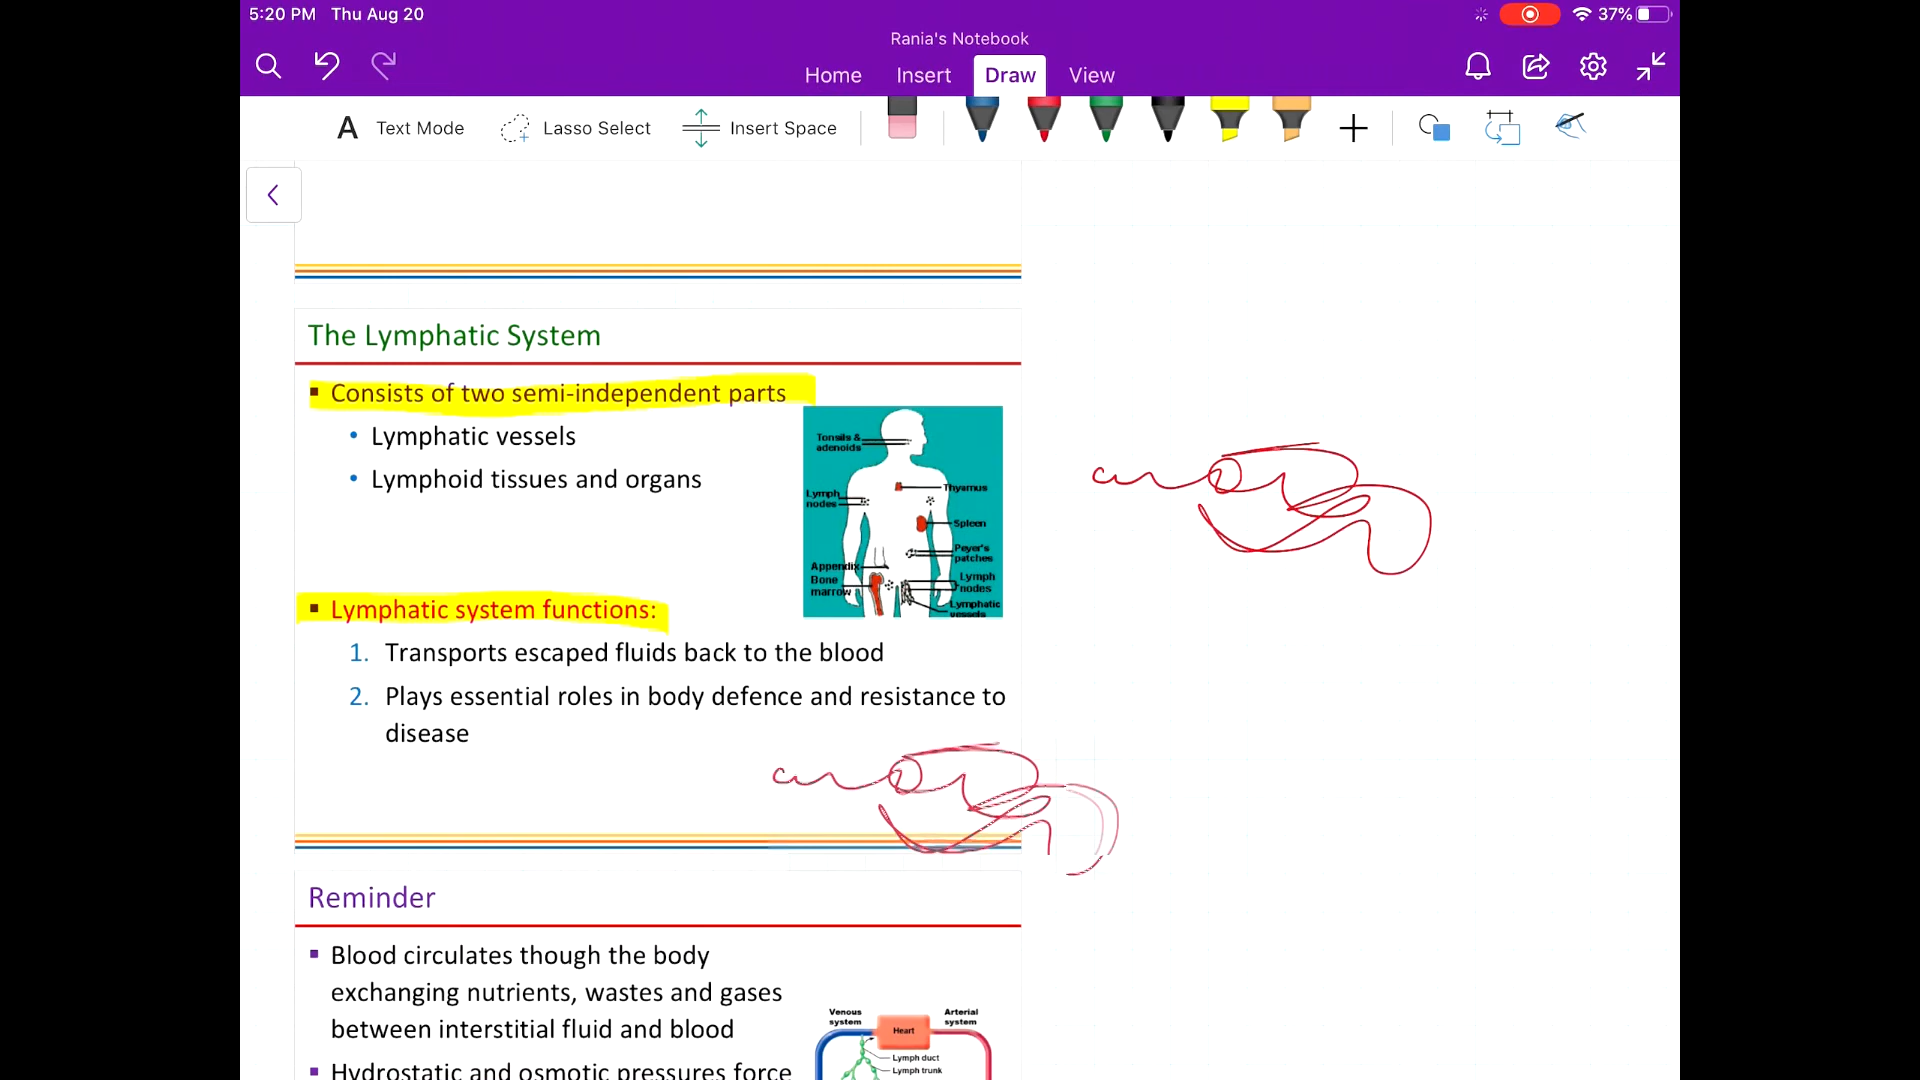 5:20 PM Thu Aug 20
37%
Rania's Notebook
Home Insert Draw View
A Text Mode Lasso Select Insert Space
The Lymphatic System
▪ Consists of two semi-independent parts
• Lymphatic vessels
• Lymphoid tissues and organs
Tonsils &
adenoids
Lymph
nodes
Thymus
Spleen
Peyer's
patches
Appendix
Bone
marrow
Lymph
nodes
Lymphatic
vessels
▪ Lymphatic system functions:
1. Transports escaped fluids back to the blood
2. Plays essential roles in body defence and resistance to
disease
Reminder
▪ Blood circulates though the body
exchanging nutrients, wastes and gases
between interstitial fluid and blood
▪ Hydrostatic and osmotic pressures force
Venous
system
Heart
Arterial
system
Lymph duct
Lymph trunk